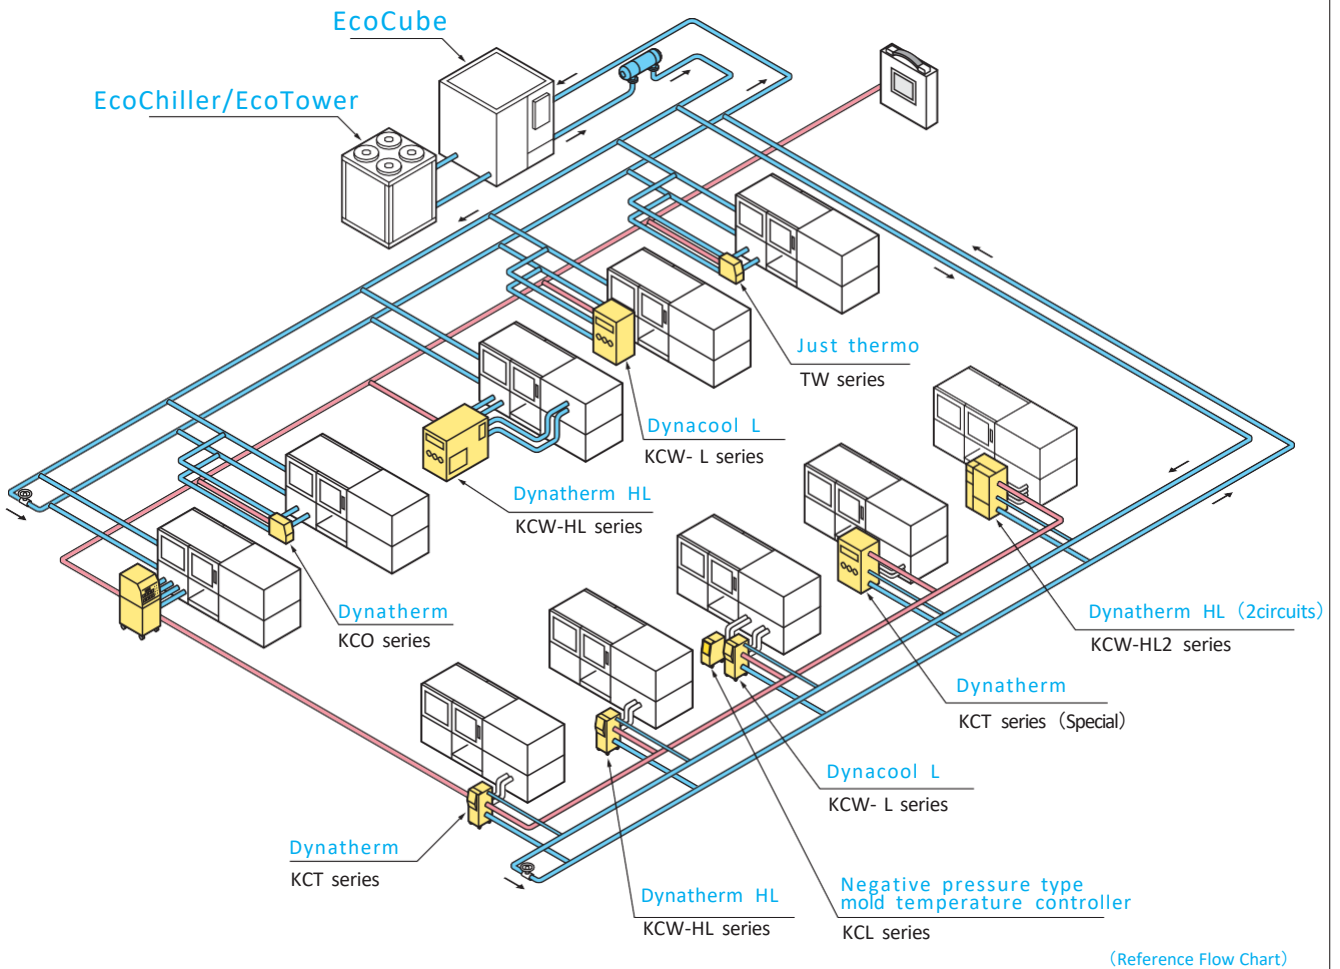 EcoCube
EcoChiller/EcoTower
Just thermo
TW series
Dynacool L
KCW- L series
Dynatherm HL
KCW-HL series
Dynatherm
KCO series
Dynatherm HL（2circuits）
KCW-HL2 series
Dynatherm
KCT series（Special）
Dynacool L
KCW- L series
Dynatherm
KCT series
Dynatherm HL
KCW-HL series
Negative pressure type
mold temperature controller
KCL series
（Reference Flow Chart）